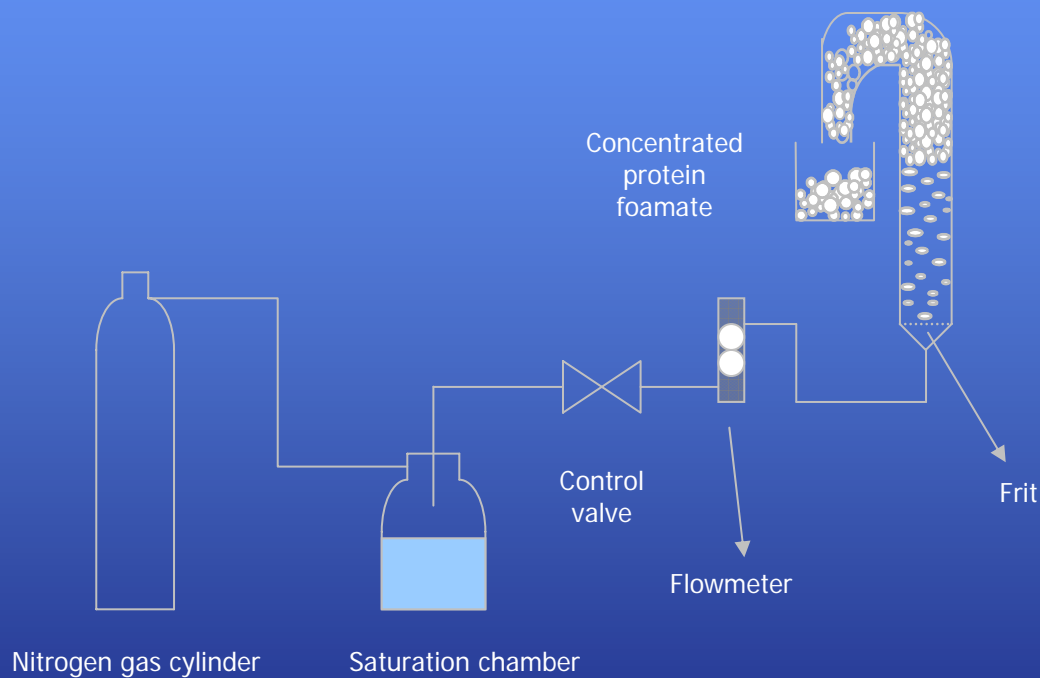 Concentrated
protein
foamate
Control
valve
Frit
Flowmeter
Nitrogen gas cylinder
Saturation chamber